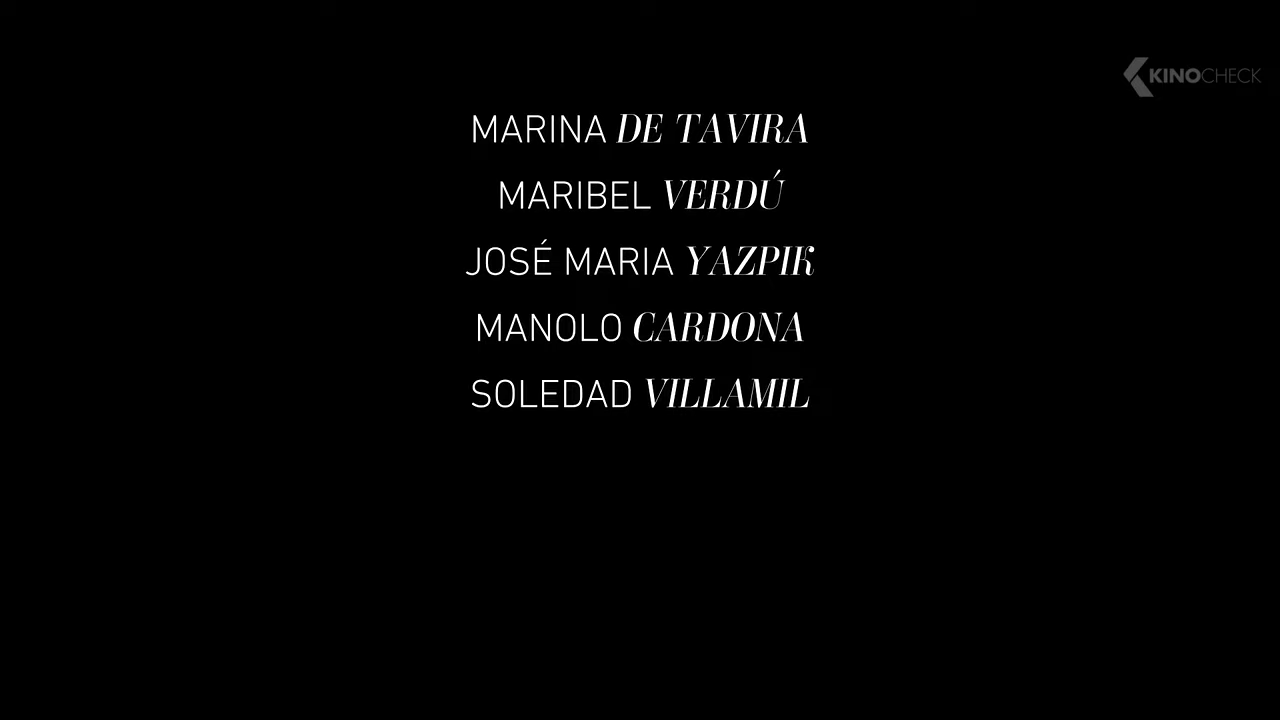 KINOCHECK
MARINA DE TAVIRA
MARIBEL VERDÚ
JOSÉ MARIA YAZPIK
MANOLO CARDONA
SOLEDAD VILLAMIL